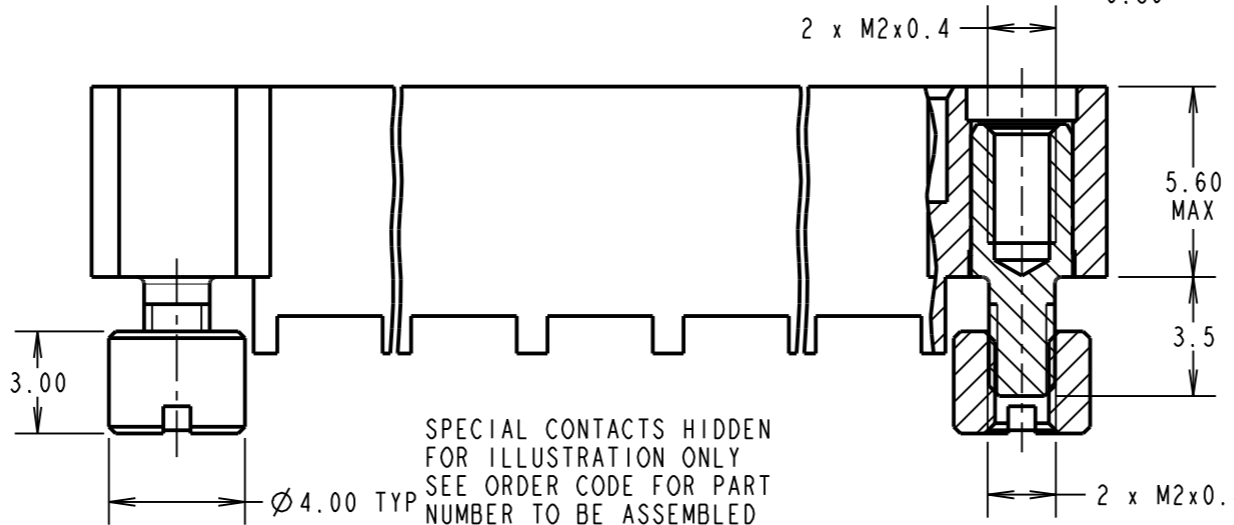 2 x M2x0.4
5.60
MAX
3.5
3.00
SPECIAL CONTACTS HIDDEN
FOR ILLUSTRATION ONLY
SEE ORDER CODE FOR PART
NUMBER TO BE ASSEMBLED
Ø4.00 TYP
2 x M2x0.